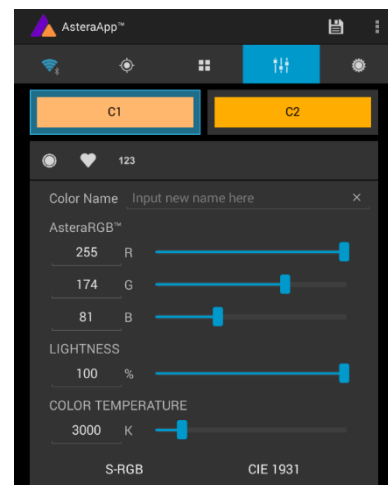 AsteraApp™
C1 C2
123
Color Name Input new name here ×
AsteraRGB™
255 R
174 G
81 B
LIGHTNESS
100 %
COLOR TEMPERATURE
3000 K
S-RGB CIE 1931